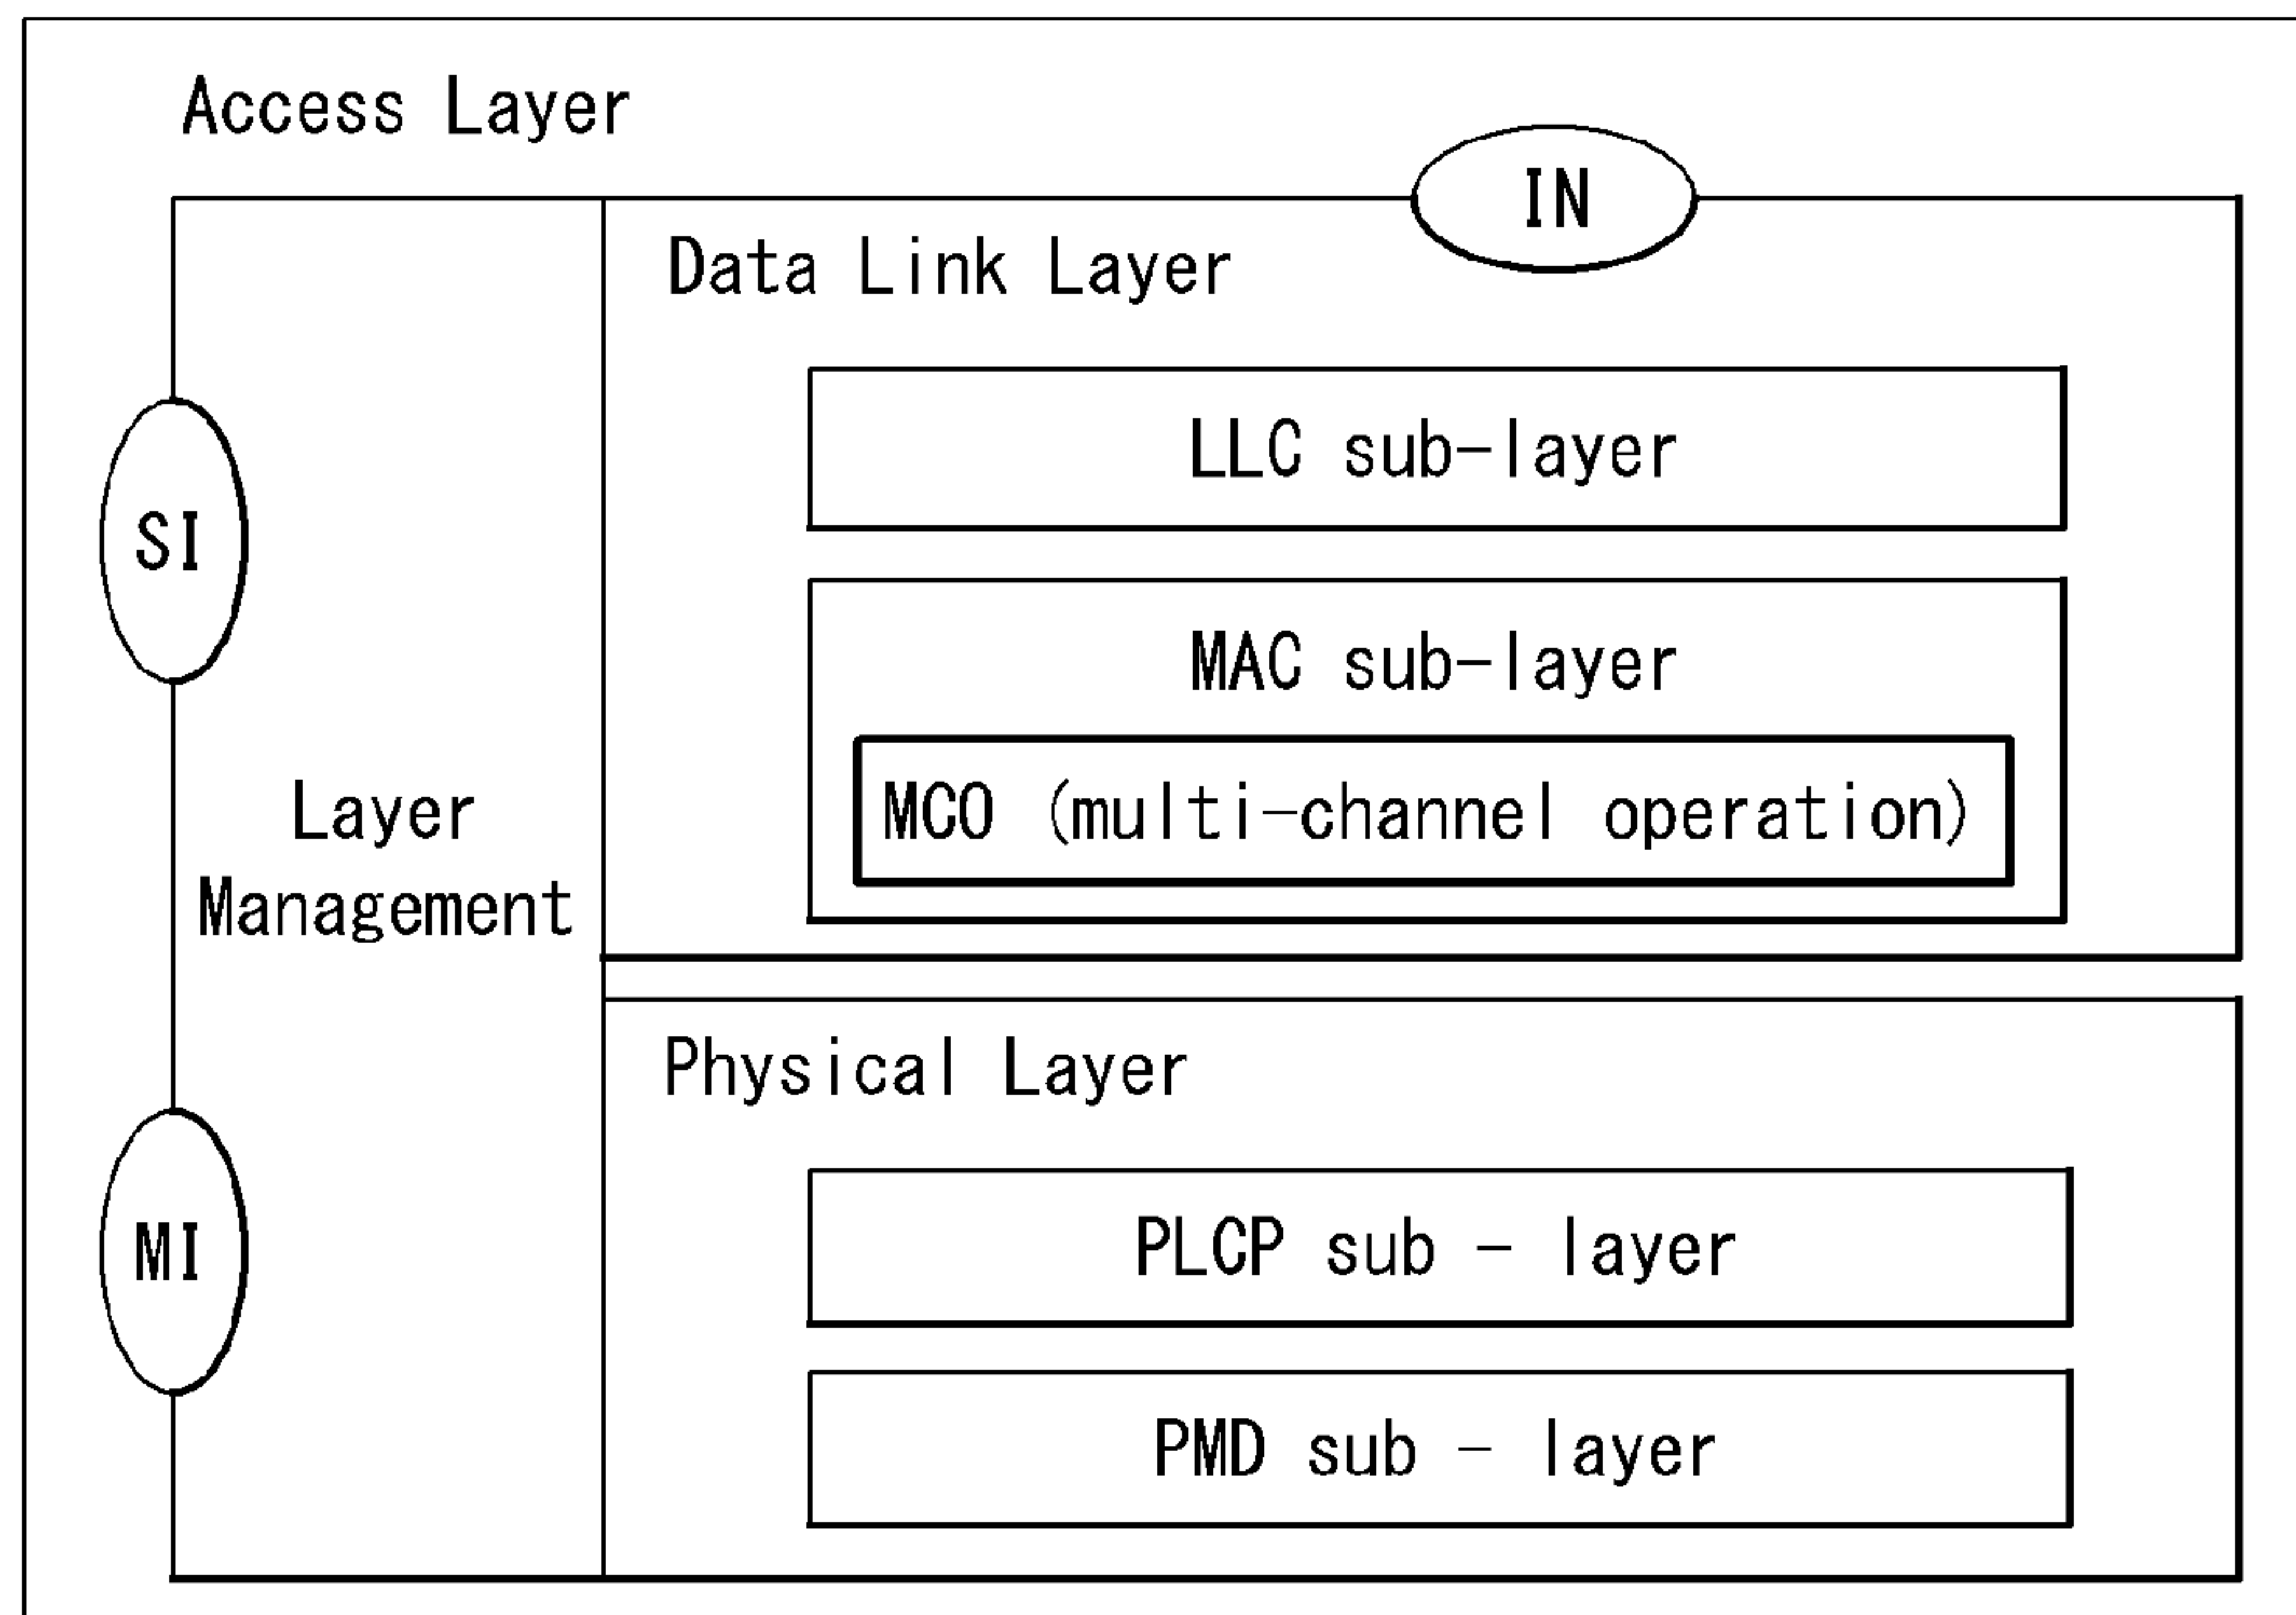 Access Layer
IN
Data Link Layer
LLC sub-layer
SI
MAC sub-layer
MCO (multi-channel operation)
Layer
Management
Physical Layer
PLCP sub - layer
MI
PMD sub - layer